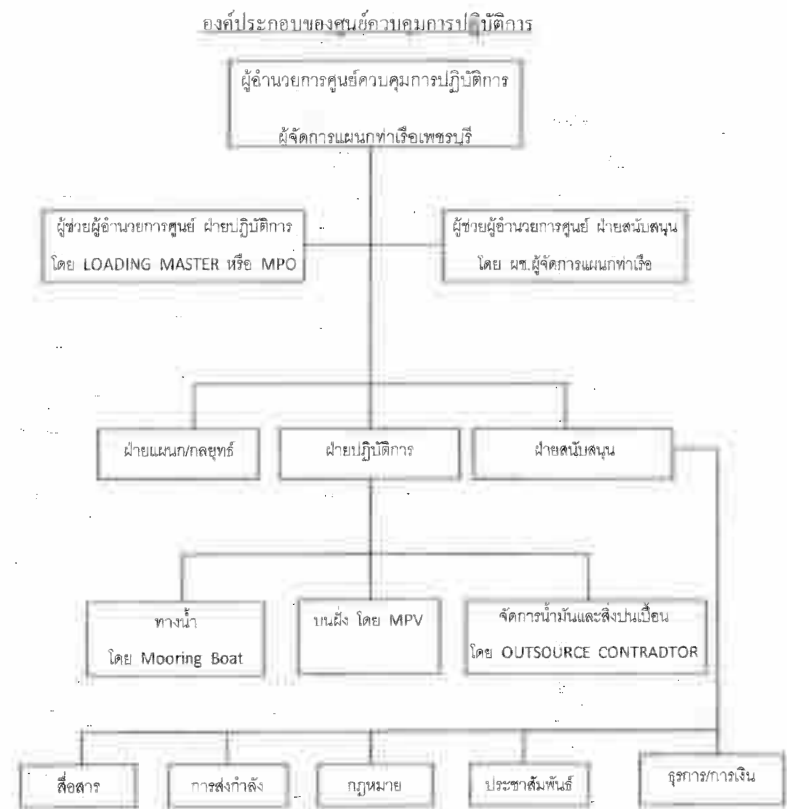 องค์ประกอบของศูนย์ควบคุมการปฏิบัติการ
ผู้อำนวยการศูนย์ควบคุมการปฏิบัติการ
ผู้จัดการแผนกท่าเรือเพชรบุรี
ผู้ช่วยผู้อำนวยการศูนย์ ฝ่ายปฏิบัติการ
โดย LOADING MASTER หรือ MPO
ผู้ช่วยผู้อำนวยการศูนย์ ฝ่ายสนับสนุน
โดย ผช.ผู้จัดการแผนกท่าเรือ
ฝ่ายแผนก/กลยุทธ์
ฝ่ายปฏิบัติการ
ฝ่ายสนับสนุน
ทางน้ำ
โดย Mooring Boat
บนฝั่ง โดย MPV
จัดการน้ำมันและสิ่งปนเปื้อน
โดย OUTSOURCE CONTRADTOR
สื่อสาร
การส่งกำลัง
กฎหมาย
ประชาสัมพันธ์
ธุรการ/การเงิน